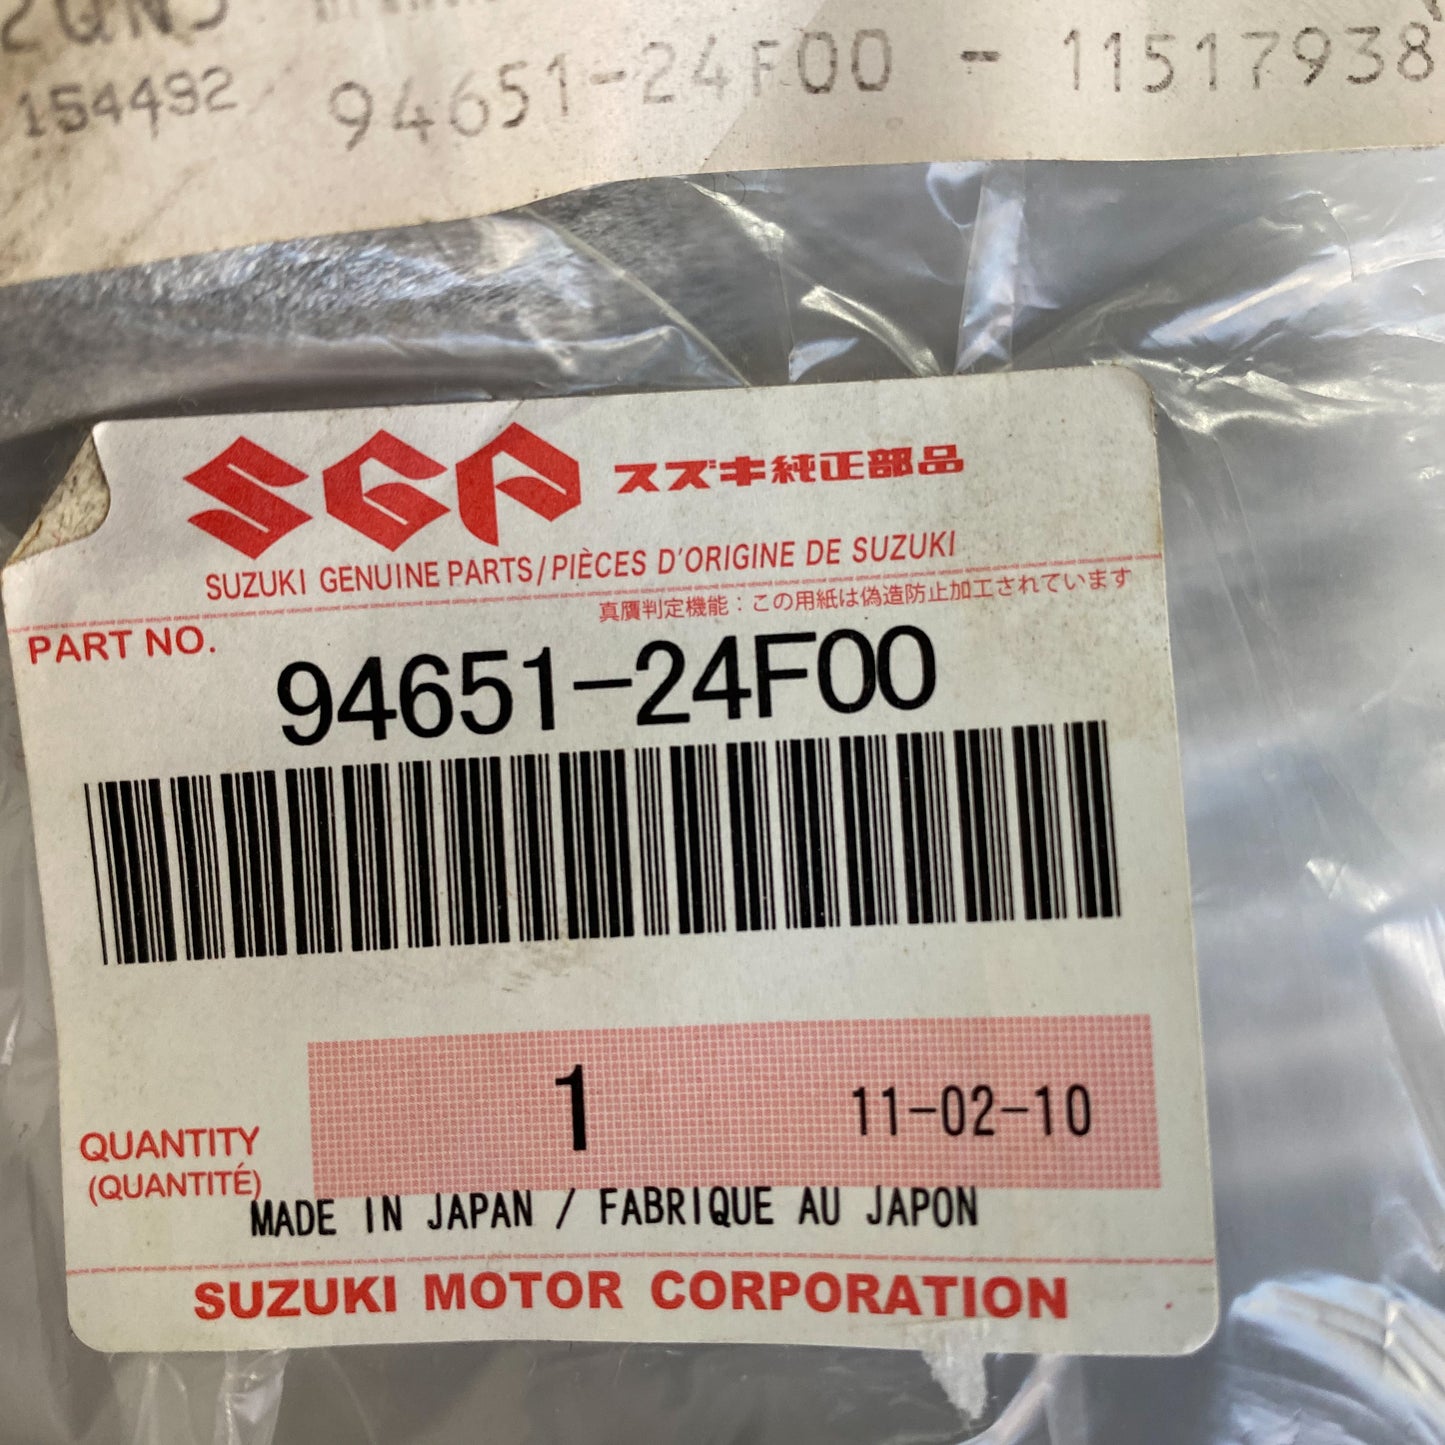 154492 94651-24F00 - 11517938
SGP スズキ純正部品
SUZUKI GENUINE PARTS/PIÈCES D'ORIGINE DE SUZUKI
真贋判定機能：この用紙は偽造防止加工されています
PART NO.
94651-24F00
1 11-02-10
QUANTITY
(QUANTITÉ)
MADE IN JAPAN / FABRIQUE AU JAPON
SUZUKI MOTOR CORPORATION